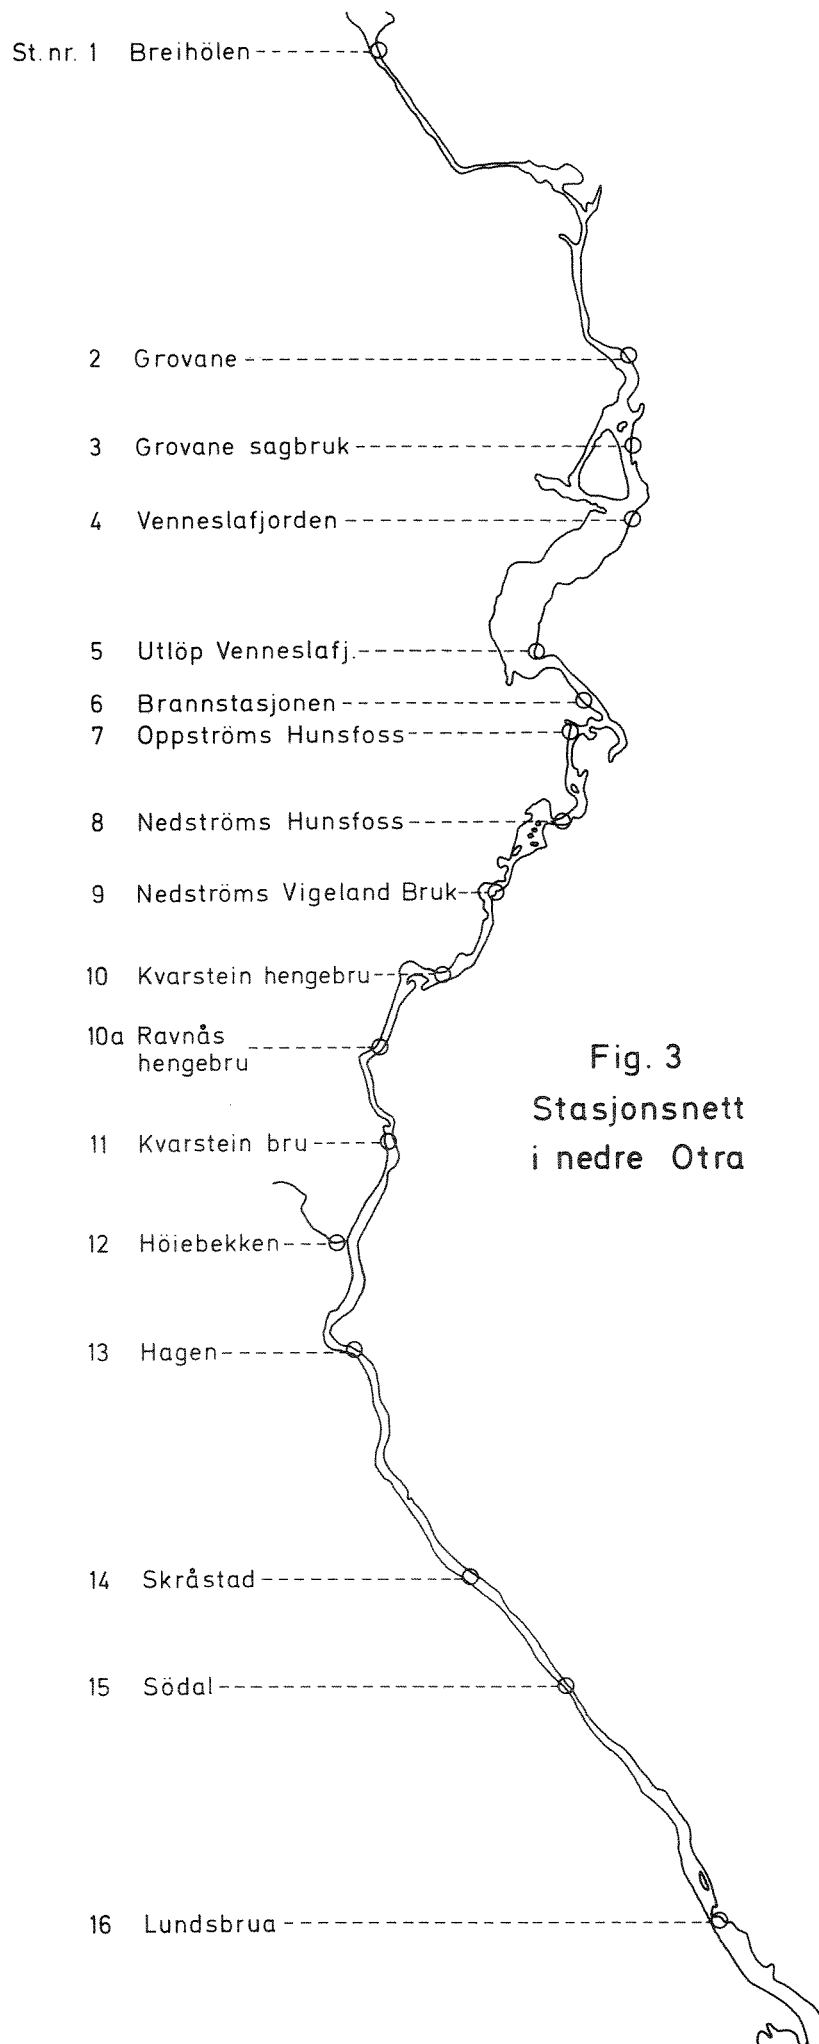 St.nr. 1 Breihölen
2 Grovane
3 Grovane sagbruk
4 Venneslafjorden
5 Utlöp Venneslafj.
6 Brannstasjonen
7 Oppströms Hunsfoss
8 Nedströms Hunsfoss
9 Nedströms Vigeland Bruk
10 Kvarstein hengebru
10a Ravnås
hengebru
11 Kvarstein bru
12 Höiebekken
13 Hagen
14 Skråstad
15 Södal
16 Lundsbrua
Fig. 3
Stasjonsnett
i nedre Otra